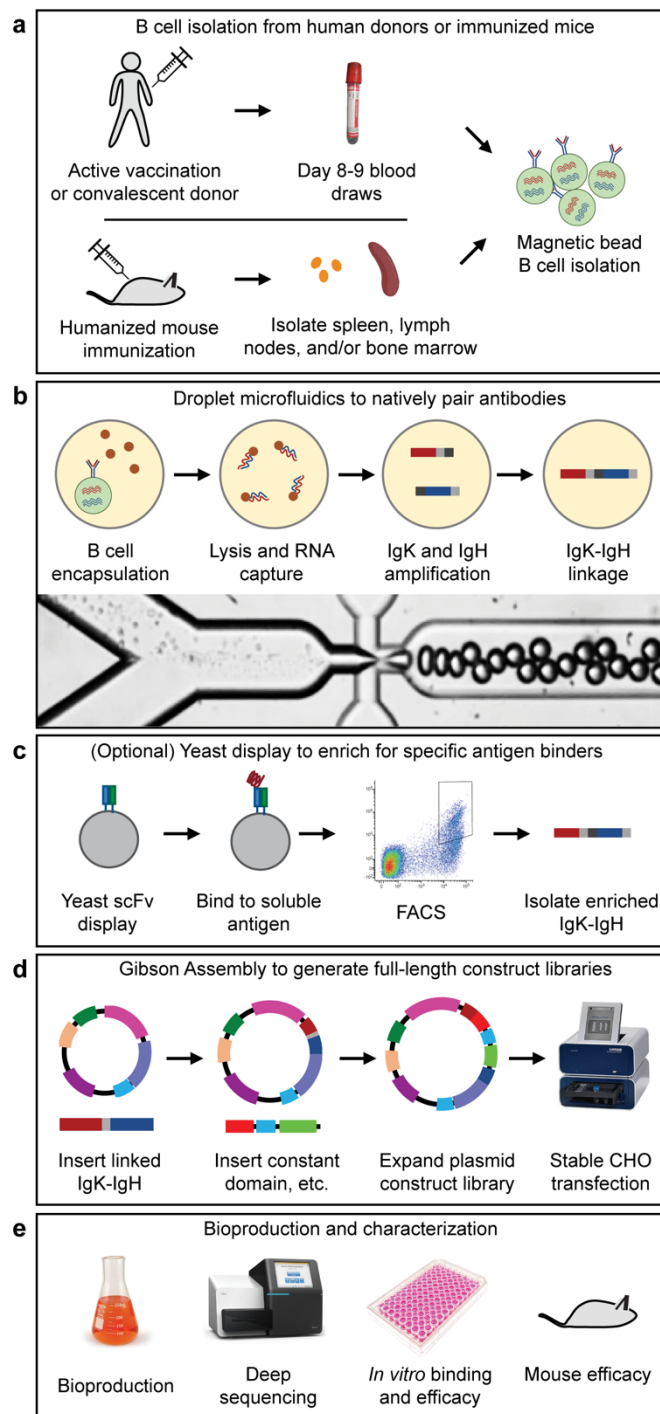 a
B cell isolation from human donors or immunized mice
Active vaccination
or convalescent donor
Day 8-9 blood
draws
Magnetic bead
B cell isolation
Humanized mouse
immunization
Isolate spleen, lymph
nodes, and/or bone marrow
b
Droplet microfluidics to natively pair antibodies
B cell
encapsulation
Lysis and RNA
capture
IgK and IgH
amplification
IgK-IgH
linkage
c
(Optional) Yeast display to enrich for specific antigen binders
Yeast scFv
display
Bind to soluble
antigen
FACS
Isolate enriched
IgK-IgH
d
Gibson Assembly to generate full-length construct libraries
Insert linked
IgK-IgH
Insert constant
domain, etc.
Expand plasmid
construct library
Stable CHO
transfection
e
Bioproduction and characterization
Bioproduction
Deep
sequencing
In vitro binding
and efficacy
Mouse efficacy